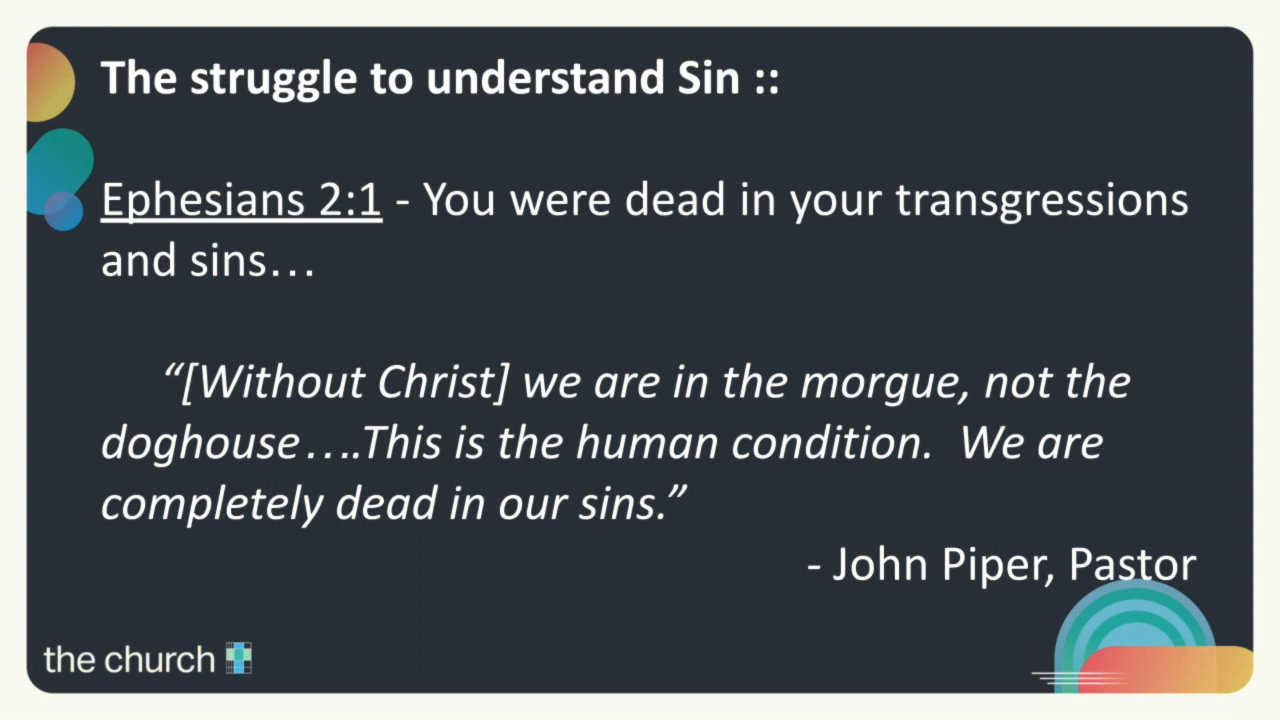 The struggle to understand Sin ::
Ephesians 2:1 - You were dead in your transgressions
and sins…
“[Without Christ] we are in the morgue, not the
doghouse….This is the human condition.  We are
completely dead in our sins.”
- John Piper, Pastor
the church